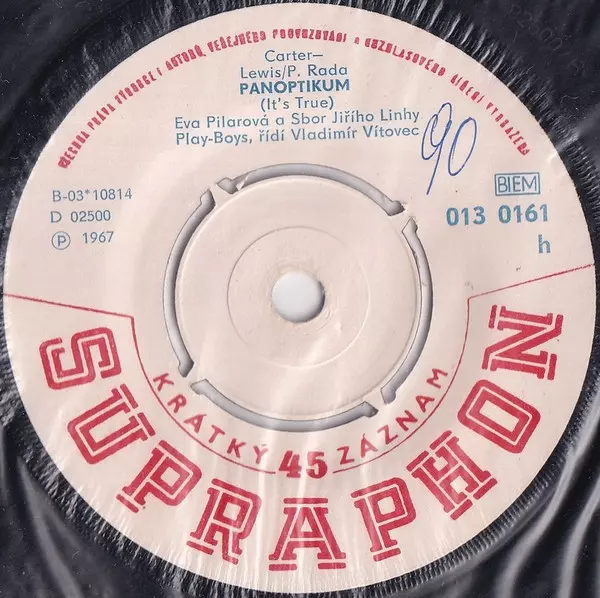 VŠECHNA PRÁVA VÝROBCE I AUTORŮ, VEŘEJNÉHO PROVOZOVÁNÍ A ROZHLASOVÉHO ŠÍŘENÍ VYHRAZENA
Carter–
Lewis/P. Rada
PANOPTIKUM
(It's True)
Eva Pilarová a Sbor Jiřího Linhy
Play-Boys, řídí Vladimír Vítovec
90
B-03*10814
D 02500
Ⓟ 1967
BIEM
013 0161
h
KRÁTKÝ 45 ZÁZNAM
SUPRAPHON